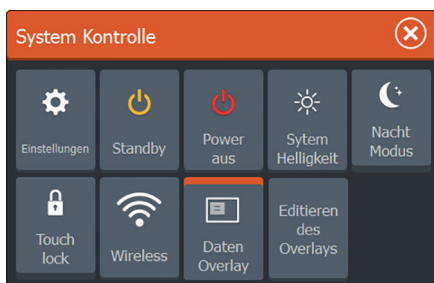 System Kontrolle
Einstellungen
Standby
Power
aus
Sytem
Helligkeit
Nacht
Modus
Touch
lock
Wireless
Daten
Overlay
Editieren
des
Overlays